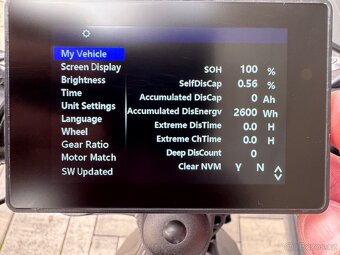 My Vehicle
Screen Display
Brightness
Time
Unit Settings
Language
Wheel
Gear Ratio
Motor Match
SW Updated
SOH 100 %
SelfDisCap 0.56 %
Accumulated DisCap 0 Ah
Accumulated DisEnergv 2600 Wh
Extreme DisTime 0.0 H
Extreme ChTime 0.0 H
Deep DisCount 0
Clear NVM Y N